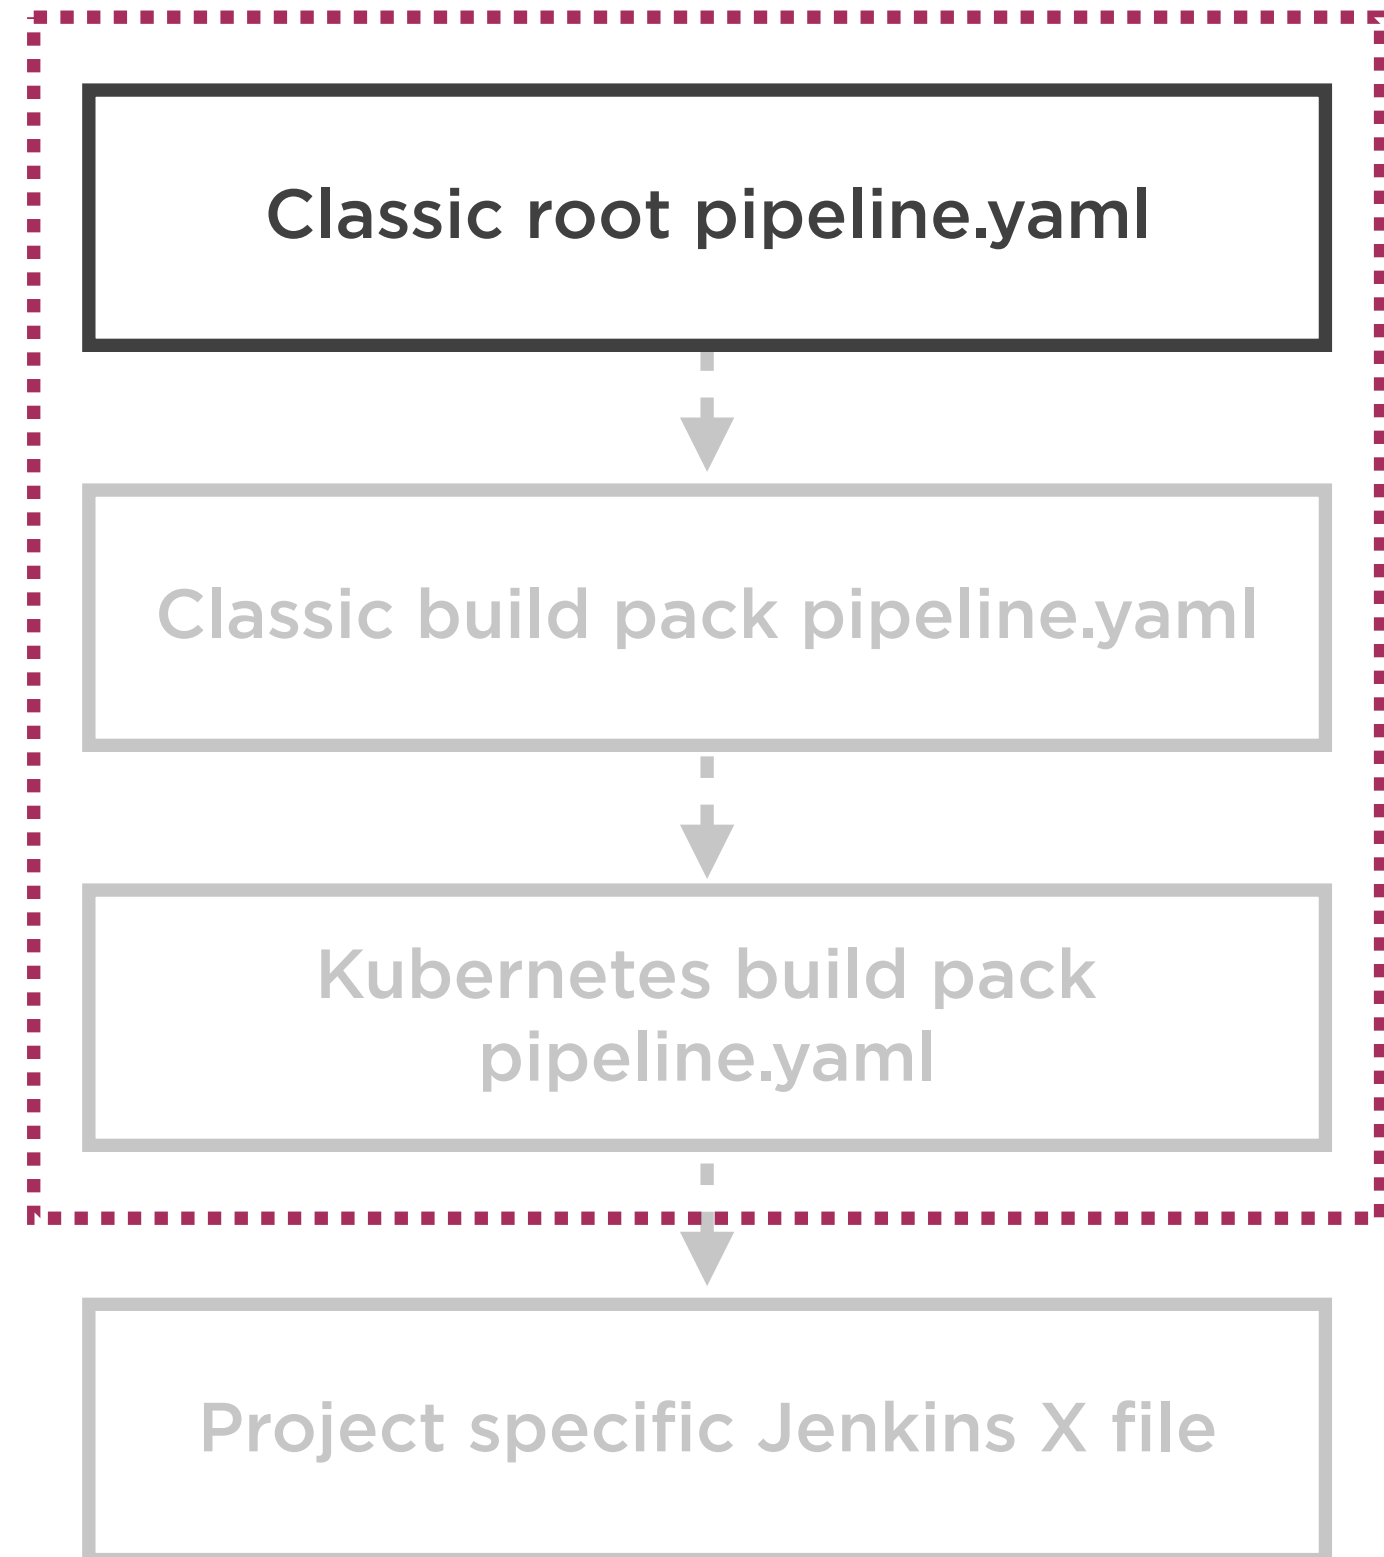 Classic root pipeline.yaml
Classic build pack pipeline.yaml
Kubernetes build pack
pipeline.yaml
Project specific Jenkins X file